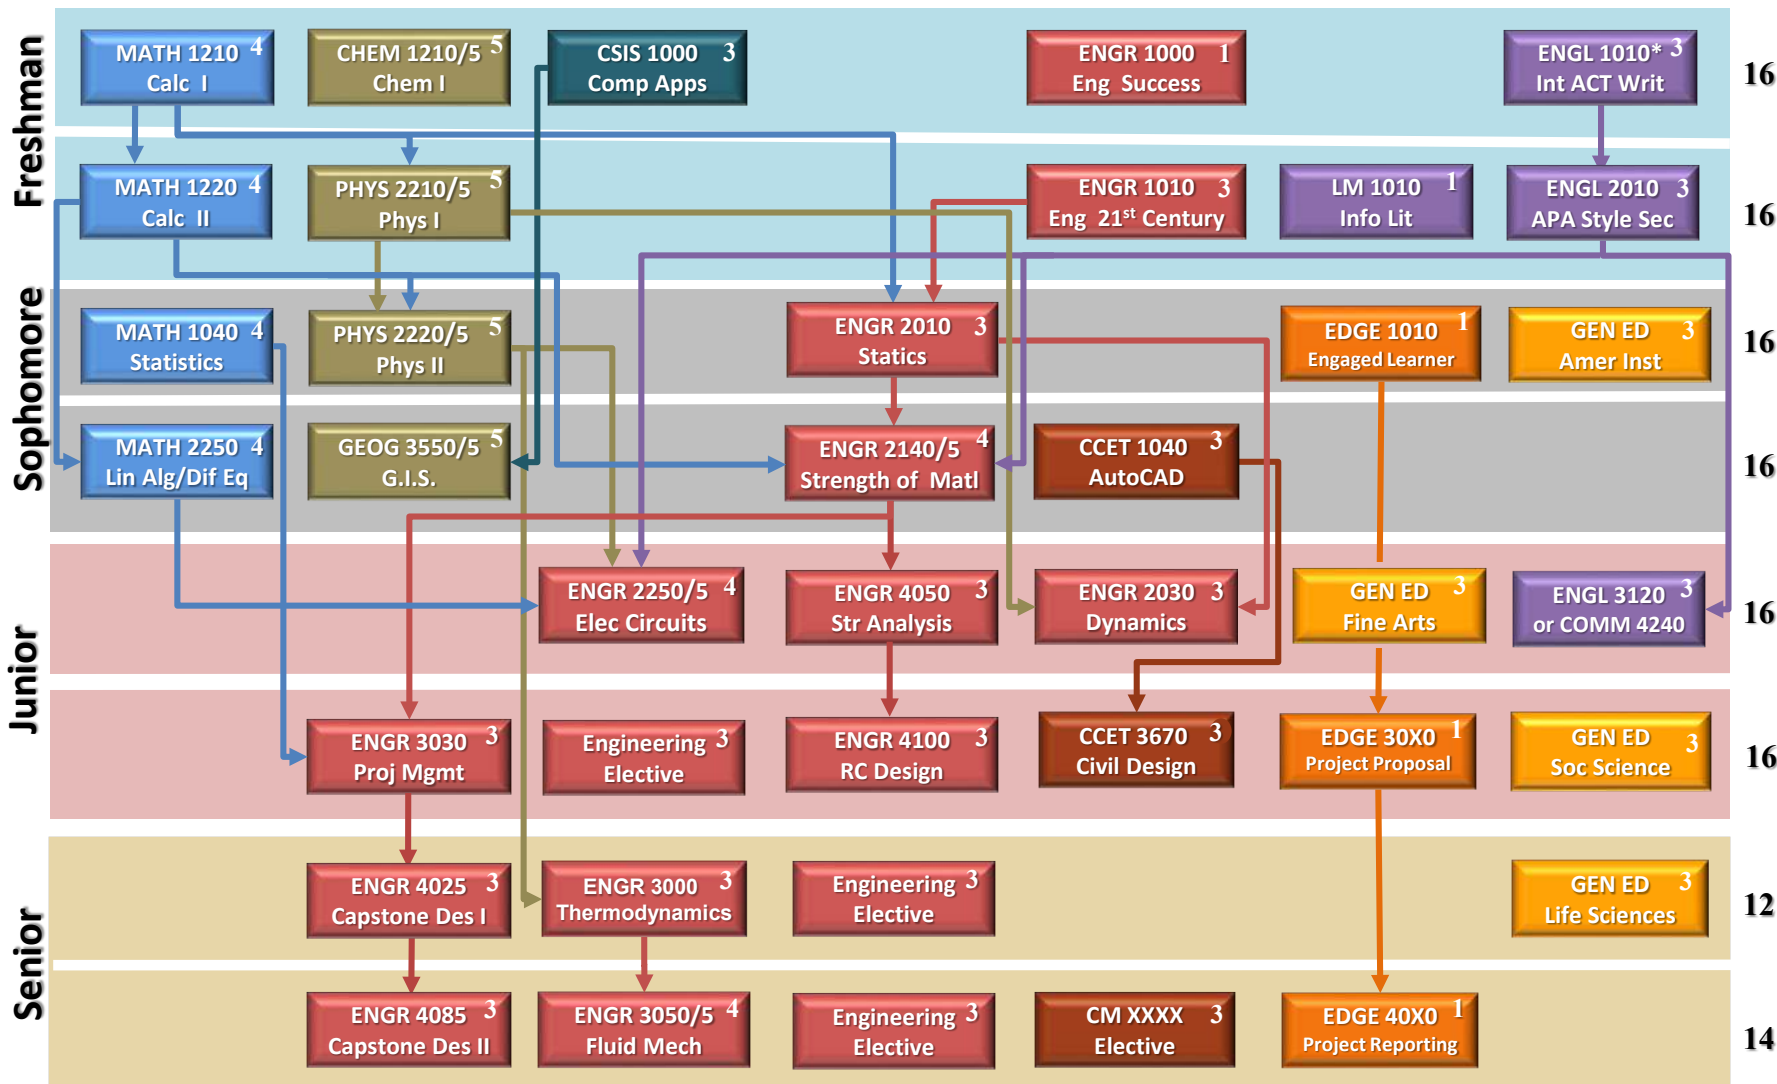 Freshman
MATH 1210 4
Calc I
CHEM 1210/5 5
Chem I
CSIS 1000 3
Comp Apps
ENGR 1000 1
Eng Success
ENGL 1010* 3
Int ACT Writ
16
MATH 1220 4
Calc II
PHYS 2210/5 5
Phys I
ENGR 1010 3
Eng 21st Century
LM 1010 1
Info Lit
ENGL 2010 3
APA Style Sec
16
Sophomore
MATH 1040 4
Statistics
PHYS 2220/5 5
Phys II
ENGR 2010 3
Statics
EDGE 1010 1
Engaged Learner
GEN ED 3
Amer Inst
16
MATH 2250 4
Lin Alg/Dif Eq
GEOG 3550/5 5
G.I.S.
ENGR 2140/5 4
Strength of Matl
CCET 1040 3
AutoCAD
16
Junior
ENGR 2250/5 4
Elec Circuits
ENGR 4050 3
Str Analysis
ENGR 2030 3
Dynamics
GEN ED 3
Fine Arts
ENGL 3120 3
or COMM 4240
16
ENGR 3030 3
Proj Mgmt
Engineering 3
Elective
ENGR 4100 3
RC Design
CCET 3670 3
Civil Design
EDGE 30X0 1
Project Proposal
GEN ED 3
Soc Science
16
Senior
ENGR 4025 3
Capstone Des I
ENGR 3000 3
Thermodynamics
Engineering 3
Elective
GEN ED 3
Life Sciences
12
ENGR 4085 3
Capstone Des II
ENGR 3050/5 4
Fluid Mech
Engineering 3
Elective
CM XXXX 3
Elective
EDGE 40X0 1
Project Reporting
14